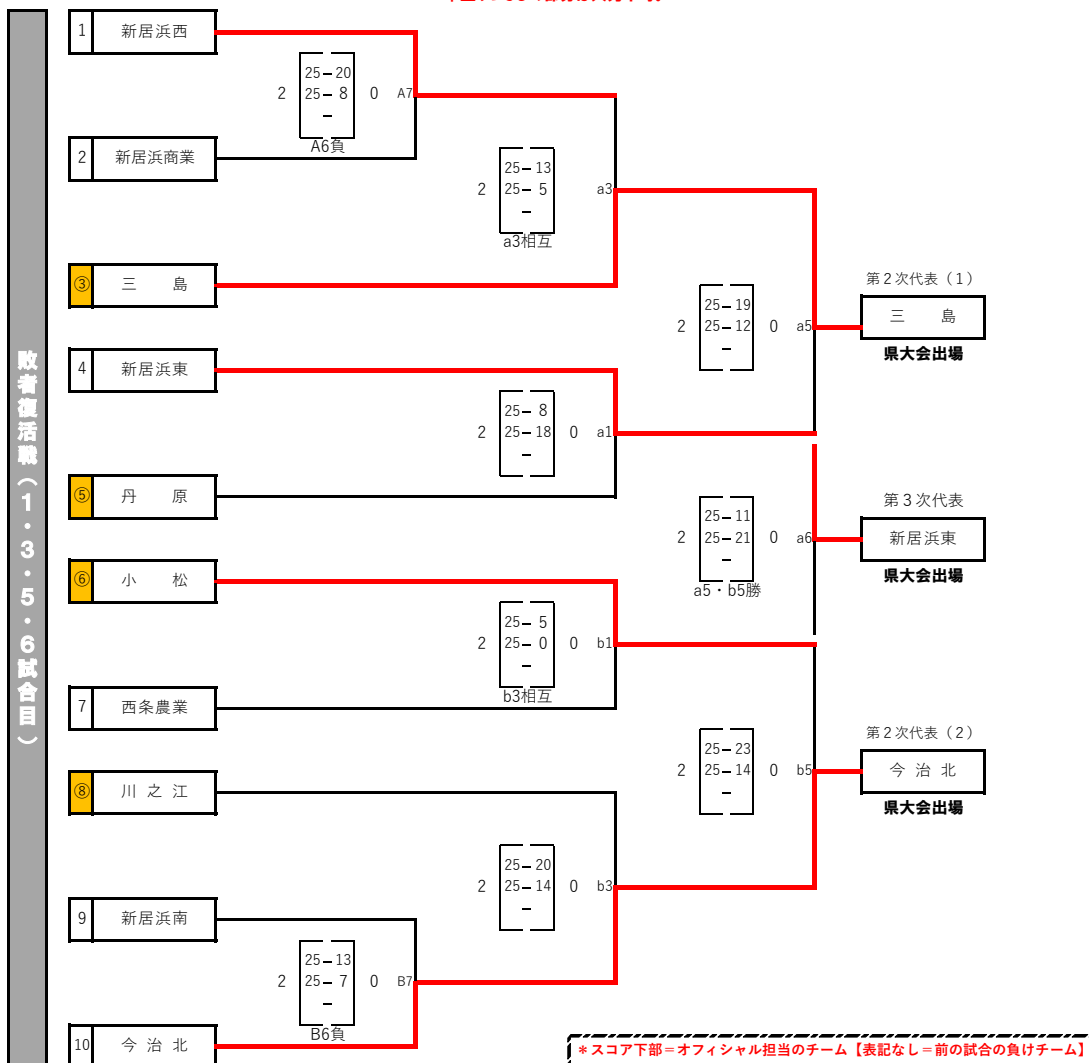 敗者復活戦（１・３・５・６試合目）
1 新居浜西
25－20
2 25－8 0 A7
－
A6負
2 新居浜商業
25－13
2 25－5 a3
－
a3相互
③ 三　島
25－19
2 25－12 0 a5
－
第２次代表（１）
三　島
県大会出場
4 新居浜東
25－8
2 25－18 0 a1
－
⑤ 丹　原
25－11
2 25－21 0 a6
－
a5・b5勝
第３次代表
新居浜東
県大会出場
⑥ 小　松
25－5
2 25－0 0 b1
－
b3相互
7 西条農業
25－23
2 25－14 0 b5
－
第２次代表（２）
今 治 北
県大会出場
⑧ 川 之 江
25－20
2 25－14 0 b3
－
9 新居浜南
25－13
2 25－7 0 B7
－
B6負
10 今 治 北
＊スコア下部＝オフィシャル担当のチーム【表記なし＝前の試合の負けチーム】